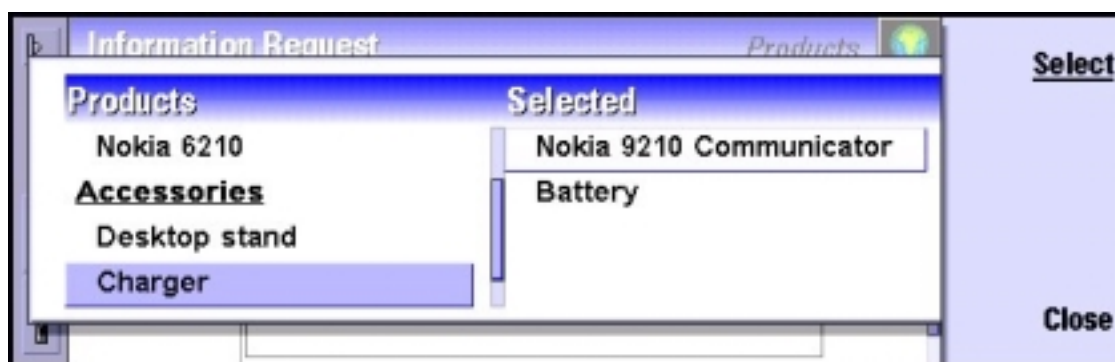 Information Request
Products
Select
Products
Selected
Nokia 6210
Nokia 9210 Communicator
Accessories
Battery
Desktop stand
Charger
Close